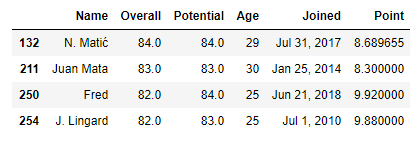 Name Overall Potential Age Joined Point
132 N. Matić 84.0 84.0 29 Jul 31, 2017 8.689655
211 Juan Mata 83.0 83.0 30 Jan 25, 2014 8.300000
250 Fred 82.0 84.0 25 Jun 21, 2018 9.920000
254 J. Lingard 82.0 83.0 25 Jul 1, 2010 9.880000